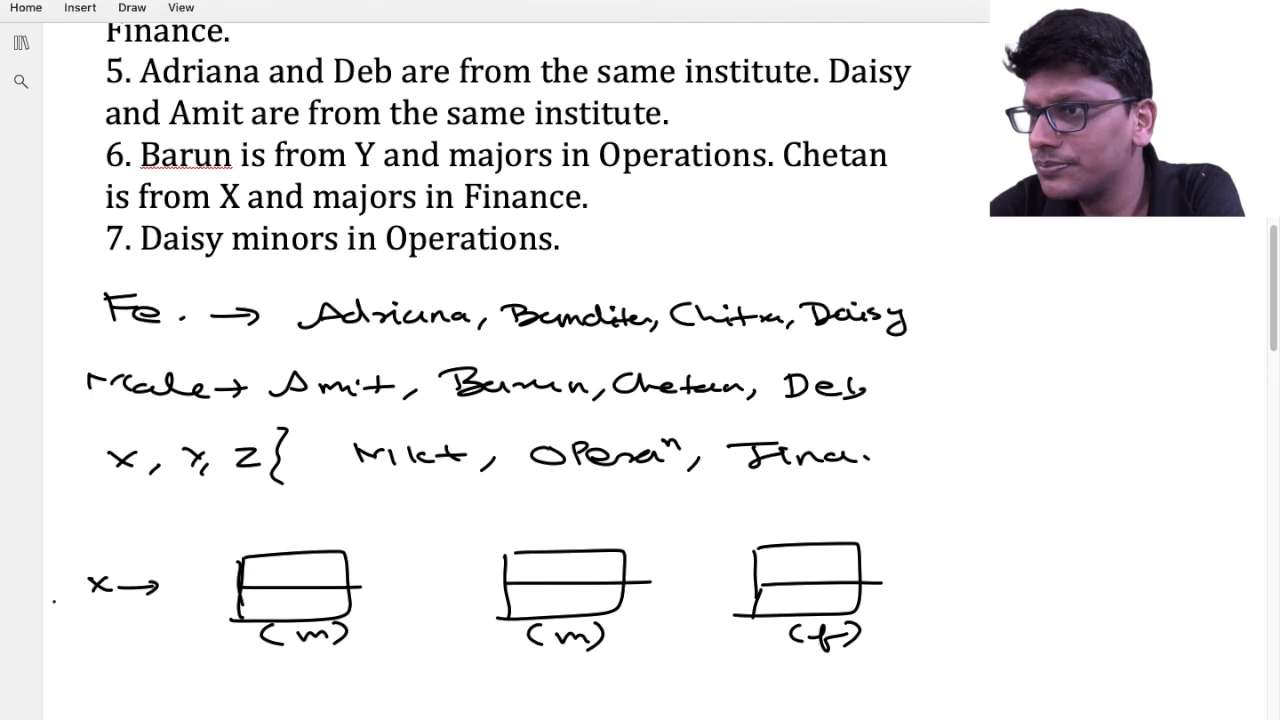 Home Insert Draw View
Finance.
5. Adriana and Deb are from the same institute. Daisy
and Amit are from the same institute.
6. Barun is from Y and majors in Operations. Chetan
is from X and majors in Finance.
7. Daisy minors in Operations.
Fe. → Adriana, Bandita, Chitra, Daisy
Male → Amit, Barun, Chetan, Deb
X, Y, Z } Mkt, Operaⁿ, Fina.
X →
(m) (m) (f)